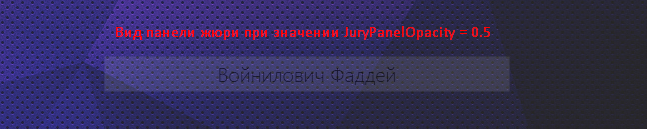 Вид панели жюри при значении JuryPanelOpacity = 0.5
Войнилович Фаддей